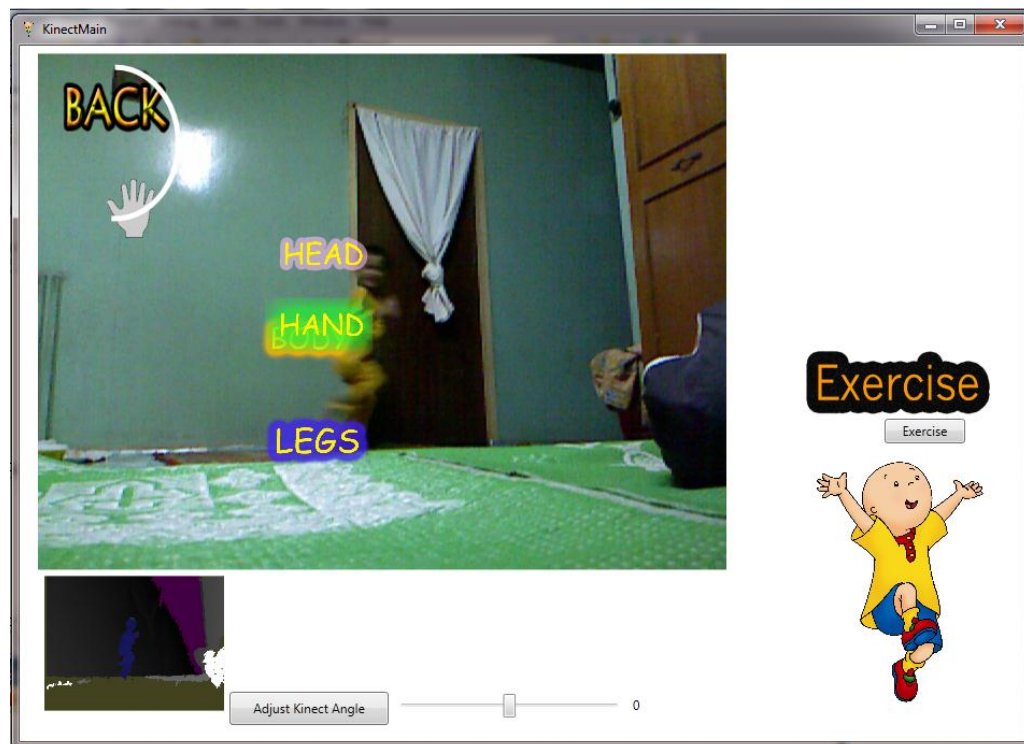 KinectMain
BACK
HEAD
HAND
BODY
LEGS
Exercise
Exercise
Adjust Kinect Angle
0